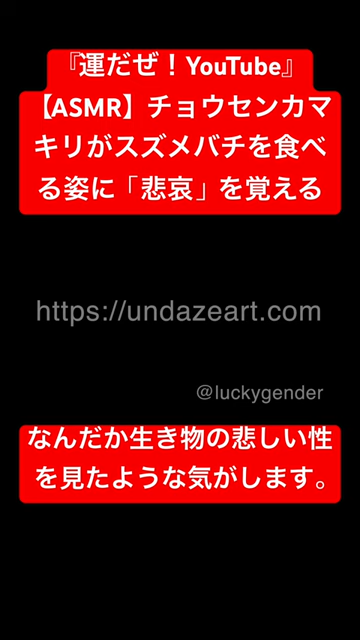 『運だぜ！YouTube』
【ASMR】チョウセンカマ
キリがスズメバチを食べ
る姿に「悲哀」を覚える
https://undazeart.com
@luckygender
なんだか生き物の悲しい性
を見たような気がします。